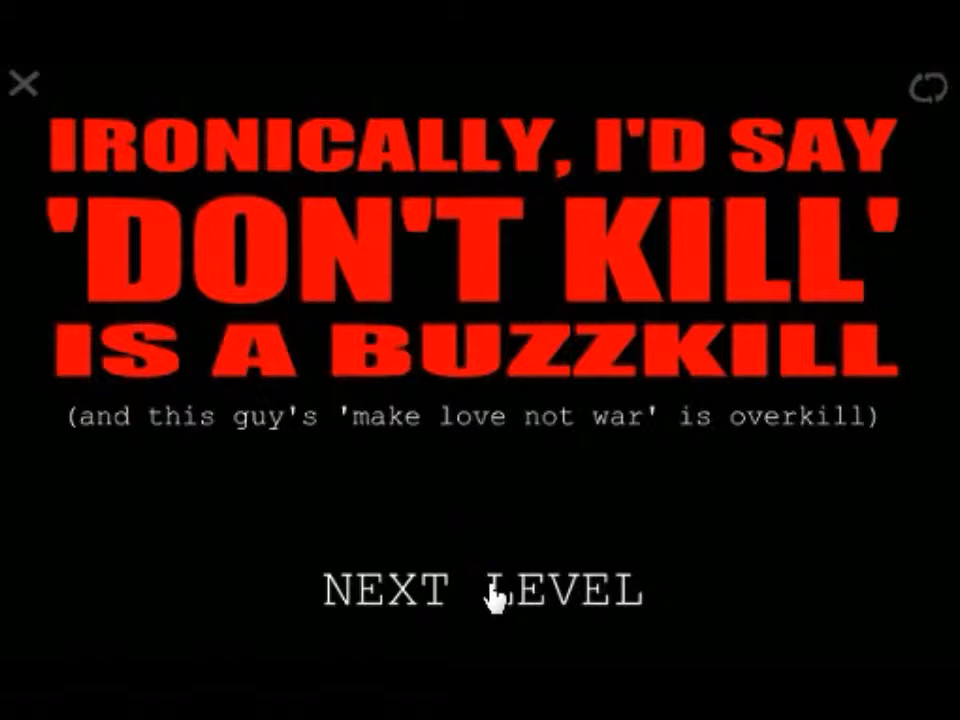 IRONICALLY, I'D SAY
'DON'T KILL'
IS A BUZZKILL
(and this guy's 'make love not war' is overkill)
NEXT LEVEL